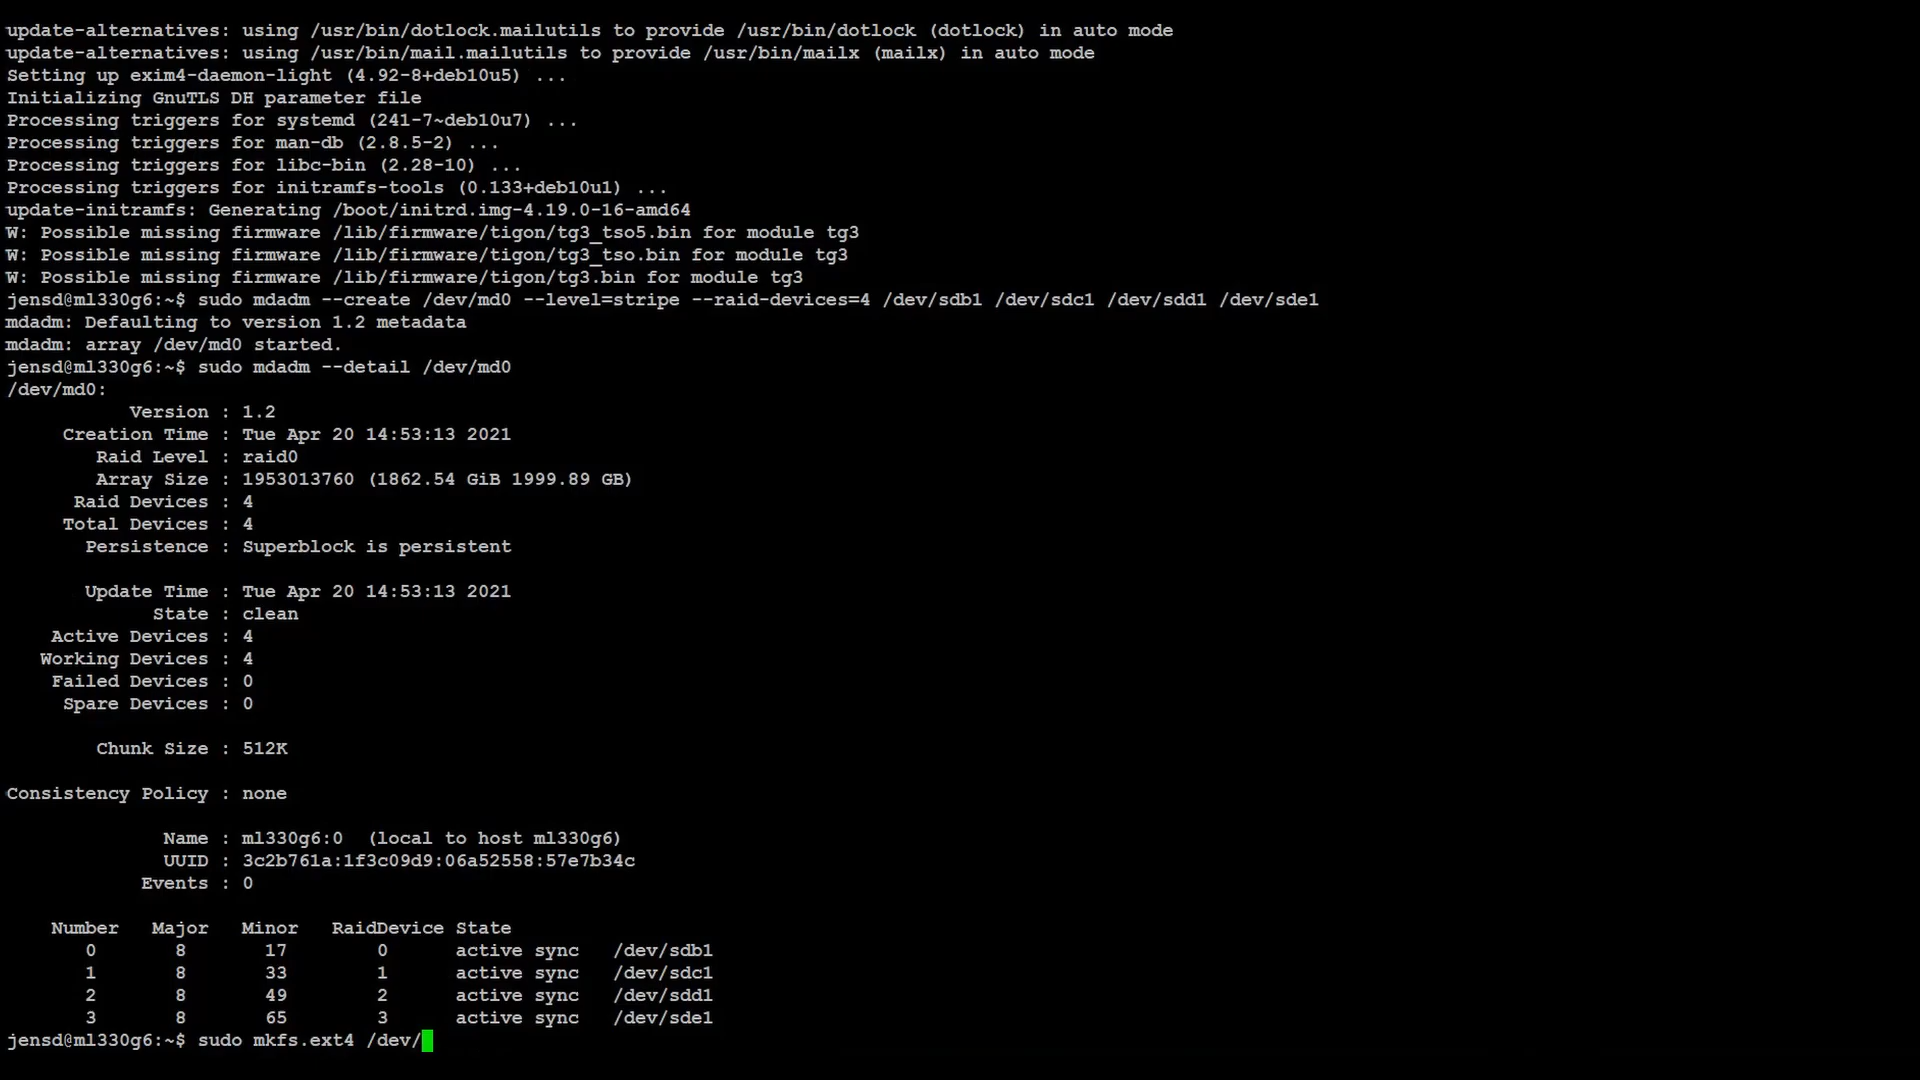 update-alternatives: using /usr/bin/dotlock.mailutils to provide /usr/bin/dotlock (dotlock) in auto mode
update-alternatives: using /usr/bin/mail.mailutils to provide /usr/bin/mailx (mailx) in auto mode
Setting up exim4-daemon-light (4.92-8+deb10u5) ...
Initializing GnuTLS DH parameter file
Processing triggers for systemd (241-7~deb10u7) ...
Processing triggers for man-db (2.8.5-2) ...
Processing triggers for libc-bin (2.28-10) ...
Processing triggers for initramfs-tools (0.133+deb10u1) ...
update-initramfs: Generating /boot/initrd.img-4.19.0-16-amd64
W: Possible missing firmware /lib/firmware/tigon/tg3_tso5.bin for module tg3
W: Possible missing firmware /lib/firmware/tigon/tg3_tso.bin for module tg3
W: Possible missing firmware /lib/firmware/tigon/tg3.bin for module tg3
jensd@ml330g6:~$ sudo mdadm --create /dev/md0 --level=stripe --raid-devices=4 /dev/sdb1 /dev/sdc1 /dev/sdd1 /dev/sde1
mdadm: Defaulting to version 1.2 metadata
mdadm: array /dev/md0 started.
jensd@ml330g6:~$ sudo mdadm --detail /dev/md0
/dev/md0:
Version : 1.2
Creation Time : Tue Apr 20 14:53:13 2021
Raid Level : raid0
Array Size : 1953013760 (1862.54 GiB 1999.89 GB)
Raid Devices : 4
Total Devices : 4
Persistence : Superblock is persistent
Update Time : Tue Apr 20 14:53:13 2021
State : clean
Active Devices : 4
Working Devices : 4
Failed Devices : 0
Spare Devices : 0
Chunk Size : 512K
Consistency Policy : none
Name : ml330g6:0  (local to host ml330g6)
UUID : 3c2b761a:1f3c09d9:06a52558:57e7b34c
Events : 0
Number   Major   Minor   RaidDevice State
0       8       17        0      active sync   /dev/sdb1
1       8       33        1      active sync   /dev/sdc1
2       8       49        2      active sync   /dev/sdd1
3       8       65        3      active sync   /dev/sde1
jensd@ml330g6:~$ sudo mkfs.ext4 /dev/